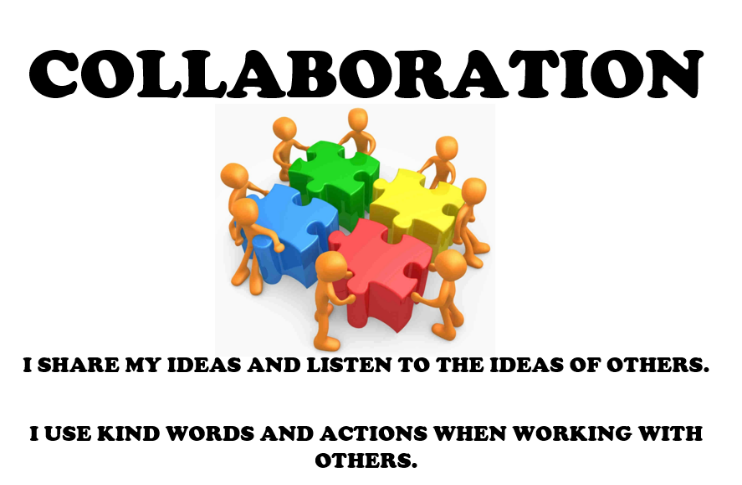 COLLABORATION
I SHARE MY IDEAS AND LISTEN TO THE IDEAS OF OTHERS.
I USE KIND WORDS AND ACTIONS WHEN WORKING WITH
OTHERS.